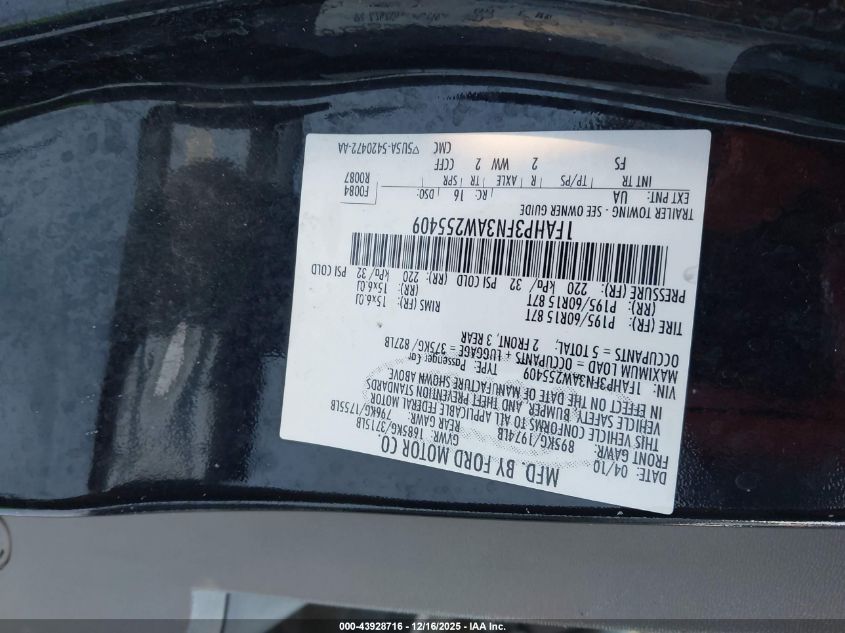 MFD. BY FORD MOTOR CO.
DATE: 04/10 GVWR: 1685KG/3715LB
FRONT GAWR: 895KG/1974LB REAR GAWR: 796KG/1755LB
THIS VEHICLE CONFORMS TO ALL APPLICABLE FEDERAL MOTOR
VEHICLE SAFETY, BUMPER, AND THEFT PREVENTION STANDARDS
IN EFFECT ON THE DATE OF MANUFACTURE SHOWN ABOVE
VIN: 1FAHP3FN3AW255409 TYPE: Passenger Car
MAXIMUM LOAD = OCCUPANTS + LUGGAGE = 375KG/ 827LB
OCCUPANTS = 5 TOTAL, 2 FRONT, 3 REAR
TIRE (FR): P195/60R15 87T RIMS (FR): 15x6.0J
(RR): P195/60R15 87T (RR): 15x6.0J
PRESSURE (FR): 220 kPa/ 32 PSI COLD (RR): 220 kPa/ 32 PSI COLD
1FAHP3FN3AW255409
TRAILER TOWING - SEE OWNER GUIDE
EXT PNT: UA RC: 16 DSO: F0084
INT TR TP/PS R AXLE TR SPR R0087
FS 2 WW 2 CCFF
CMC ▽5U5A-5420472-AA
000-43928716 - 12/16/2025 - © IAA Inc.